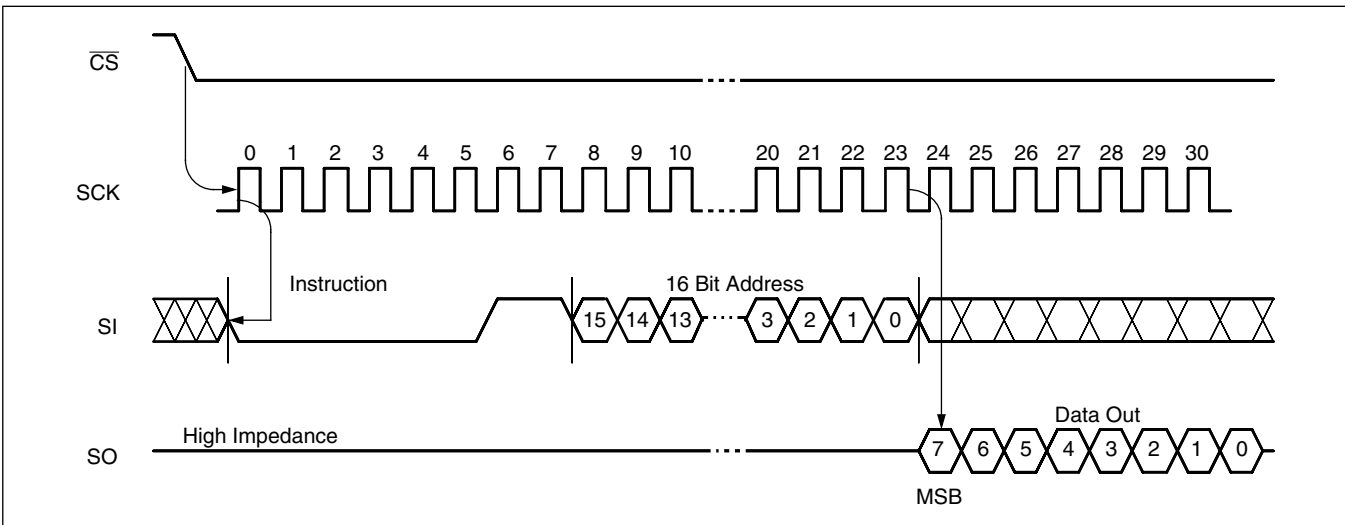 CS
0 1 2 3 4 5 6 7 8 9 10 20 21 22 23 24 25 26 27 28 29 30
SCK
Instruction
16 Bit Address
SI
15 14 13 3 2 1 0
Data Out
High Impedance
SO
7 6 5 4 3 2 1 0
MSB